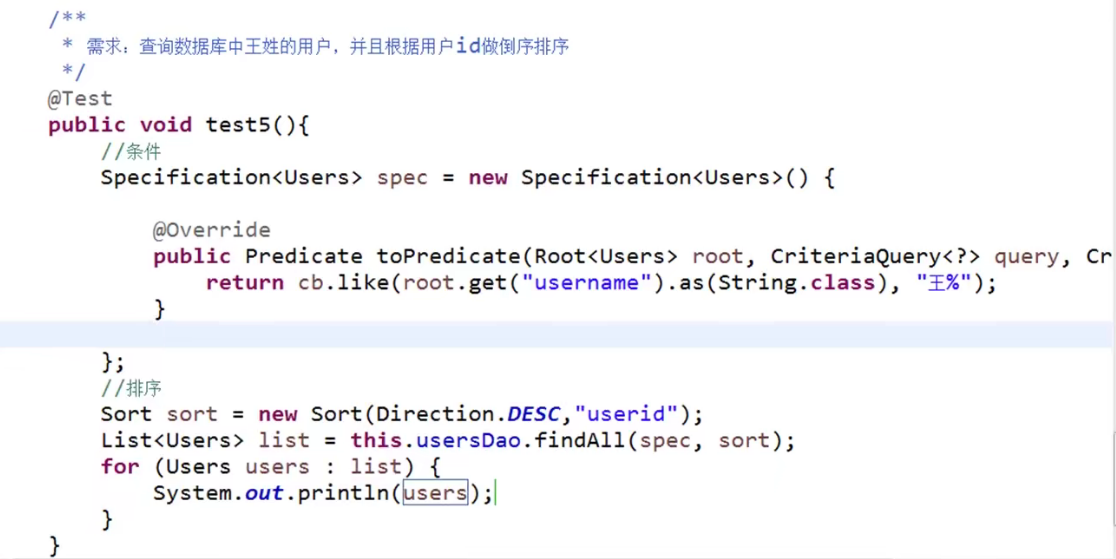 /**
 * 需求：查询数据库中王姓的用户，并且根据用户id做倒序排序
 */
@Test
public void test5(){
    //条件
    Specification<Users> spec = new Specification<Users>() {
        @Override
        public Predicate toPredicate(Root<Users> root, CriteriaQuery<?> query, Cr
            return cb.like(root.get("username").as(String.class), "王%");
        }
    };
    //排序
    Sort sort = new Sort(Direction.DESC,"userid");
    List<Users> list = this.usersDao.findAll(spec, sort);
    for (Users users : list) {
        System.out.println(users);
    }
}